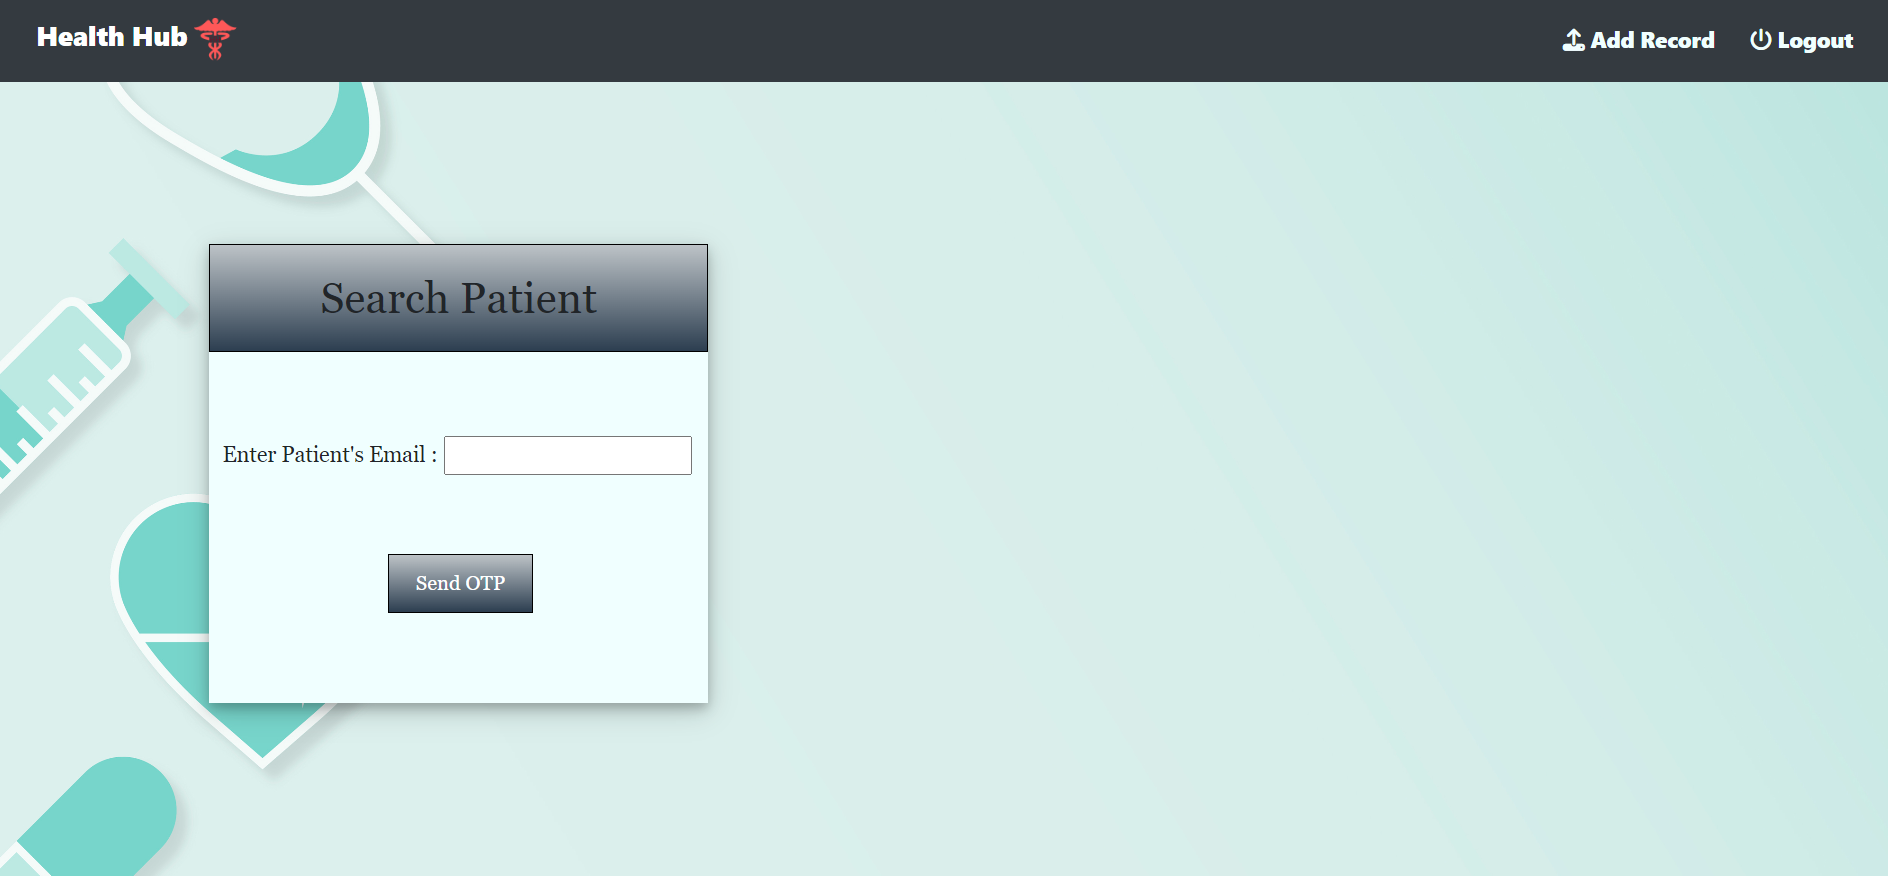 Health Hub
Add Record
Logout
Search Patient
Enter Patient's Email :
Send OTP